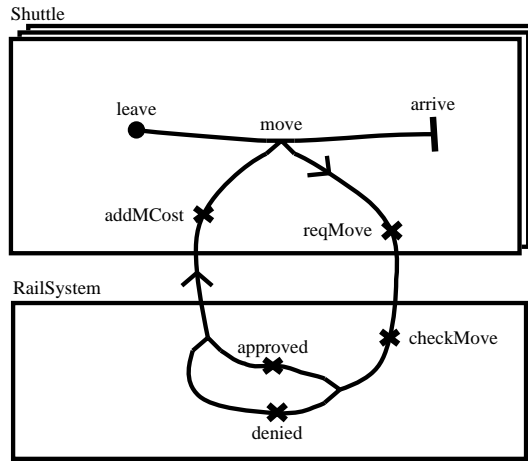 Shuttle
leave
move
arrive
addMCost
reqMove
RailSystem
approved
checkMove
denied